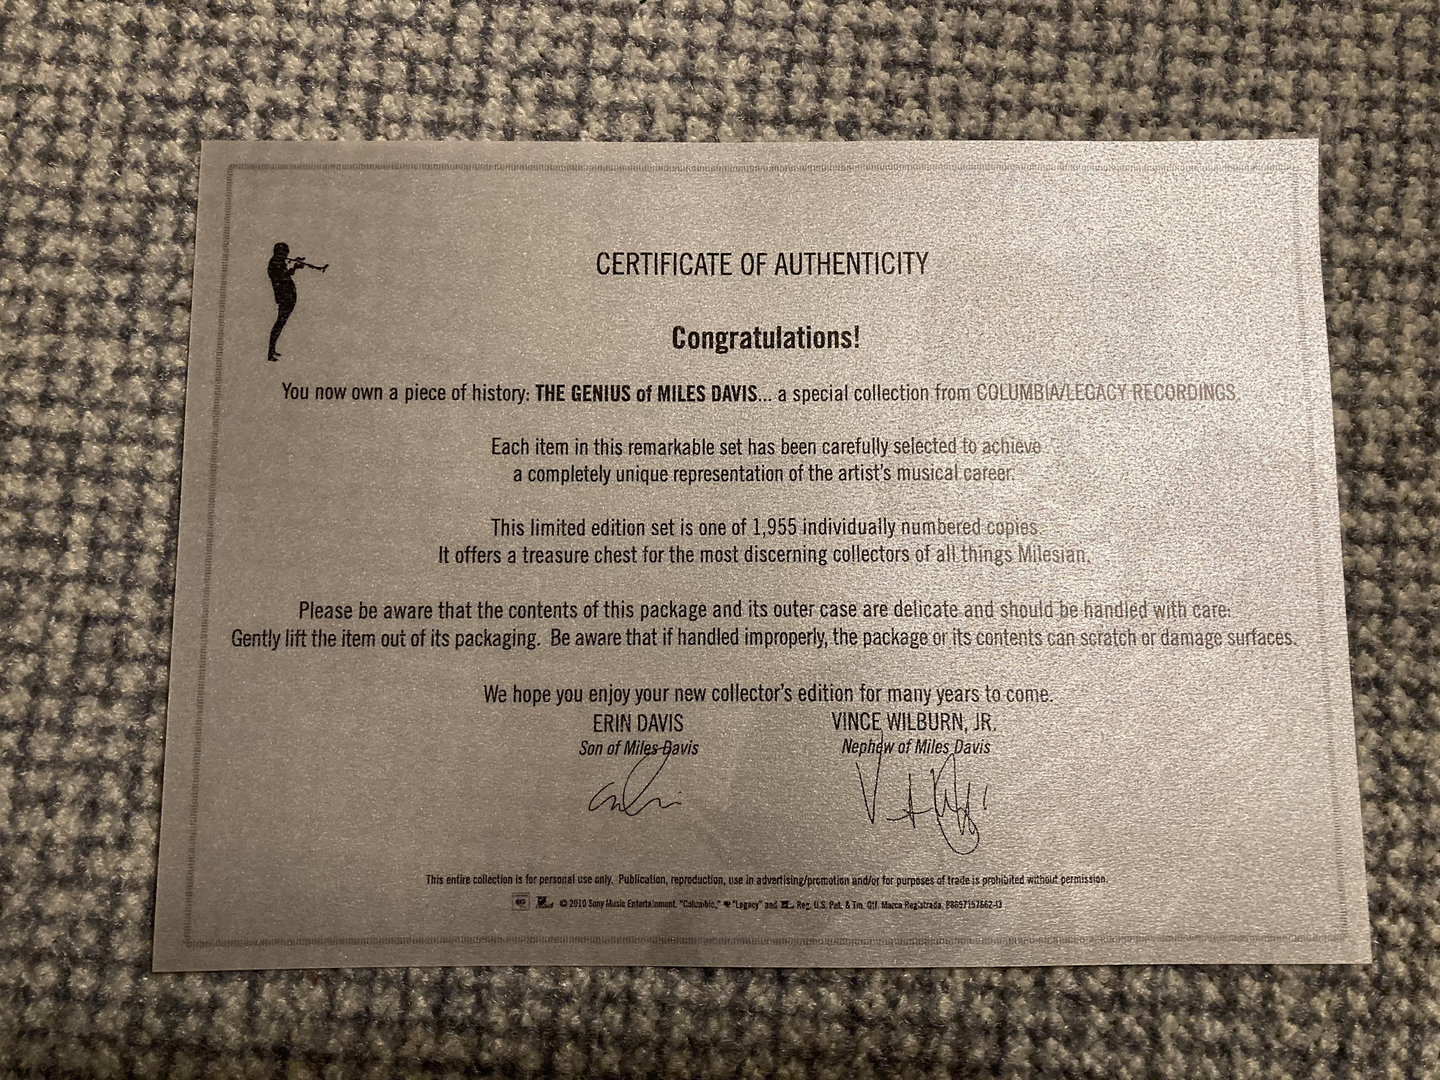 CERTIFICATE OF AUTHENTICITY
Congratulations!
You now own a piece of history: THE GENIUS of MILES DAVIS... a special collection from COLUMBIA/LEGACY RECORDINGS.
Each item in this remarkable set has been carefully selected to achieve
a completely unique representation of the artist's musical career.
This limited edition set is one of 1,955 individually numbered copies.
It offers a treasure chest for the most discerning collectors of all things Milesian.
Please be aware that the contents of this package and its outer case are delicate and should be handled with care:
Gently lift the item out of its packaging. Be aware that if handled improperly, the package or its contents can scratch or damage surfaces.
We hope you enjoy your new collector's edition for many years to come.
ERIN DAVIS VINCE WILBURN, JR.
Son of Miles Davis Nephew of Miles Davis
This entire collection is for personal use only. Publication, reproduction, use in advertising/promotion and/or for purposes of trade is prohibited without permission.
© 2010 Sony Music Entertainment. "Columbia," "Legacy" and Reg. U.S. Pat. & Tm. Off. Marca Registrada.